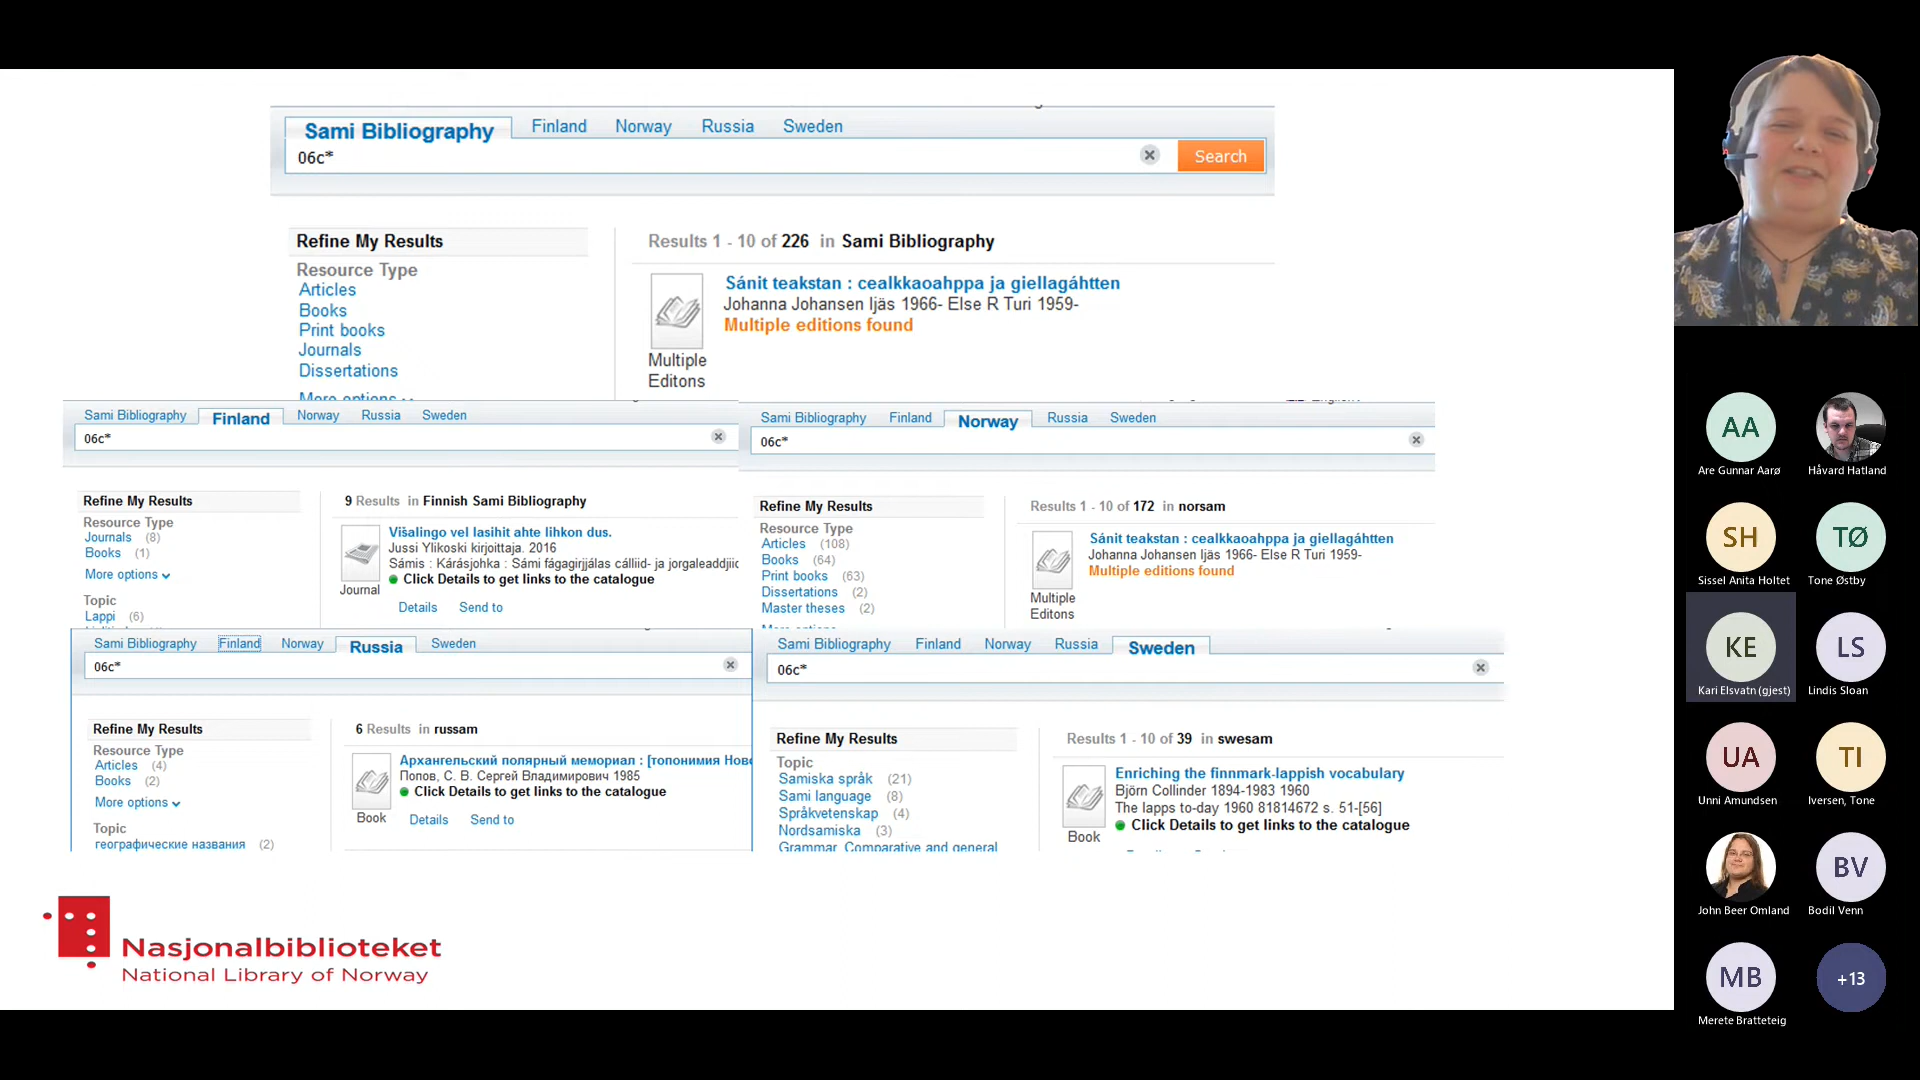 Sami Bibliography Finland Norway Russia Sweden
06c*
Search
Refine My Results
Resource Type
Articles
Books
Print books
Journals
Dissertations
More options
Results 1 - 10 of 226 in Sami Bibliography
Sánit teakstan : cealkkaoahppa ja giellagáhtten
Johanna Johansen Ijäs 1966- Else R Turi 1959-
Multiple editions found
Multiple
Editons
Sami Bibliography Finland Norway Russia Sweden
06c*
Refine My Results
Resource Type
Journals (8)
Books (1)
More options
Topic
Lappi (6)
9 Results in Finnish Sami Bibliography
Višalingo vel lasihit ahte lihkon dus.
Jussi Ylikoski kirjoittaja. 2016
Sámis : Kárásjohka : Sámi fágagirjjálas cálliid- ja jorgaleaddjiid
Click Details to get links to the catalogue
Journal
Details Send to
Sami Bibliography Finland Norway Russia Sweden
06c*
Refine My Results
Resource Type
Articles (108)
Books (64)
Print books (63)
Dissertations (2)
Master theses (2)
Results 1 - 10 of 172 in norsam
Sánit teakstan : cealkkaoahppa ja giellagáhtten
Johanna Johansen Ijäs 1966- Else R Turi 1959-
Multiple editions found
Multiple
Editons
Sami Bibliography Finland Norway Russia Sweden
06c*
Refine My Results
Resource Type
Articles (4)
Books (2)
More options
Topic
географические названия (2)
6 Results in russam
Архангельский полярный мемориал : [топонимия Нов
Попов, С. В. Сергей Владимирович 1985
Click Details to get links to the catalogue
Book
Details Send to
Sami Bibliography Finland Norway Russia Sweden
06c*
Refine My Results
Topic
Samiska språk (21)
Sami language (8)
Språkvetenskap (4)
Nordsamiska (3)
Grammar, Comparative and general
Results 1 - 10 of 39 in swesam
Enriching the finnmark-lappish vocabulary
Björn Collinder 1894-1983 1960
The lapps to-day 1960 81814672 s. 51-[56]
Click Details to get links to the catalogue
Book
Nasjonalbiblioteket
National Library of Norway
AA
Are Gunnar Aarø
Håvard Hatland
SH
Sissel Anita Holtet
TØ
Tone Østby
KE
Kari Elsvatn (gjest)
LS
Lindis Sloan
UA
Unni Amundsen
TI
Iversen, Tone
John Beer Omland
BV
Bodil Venn
MB
Merete Bratteteig
+13